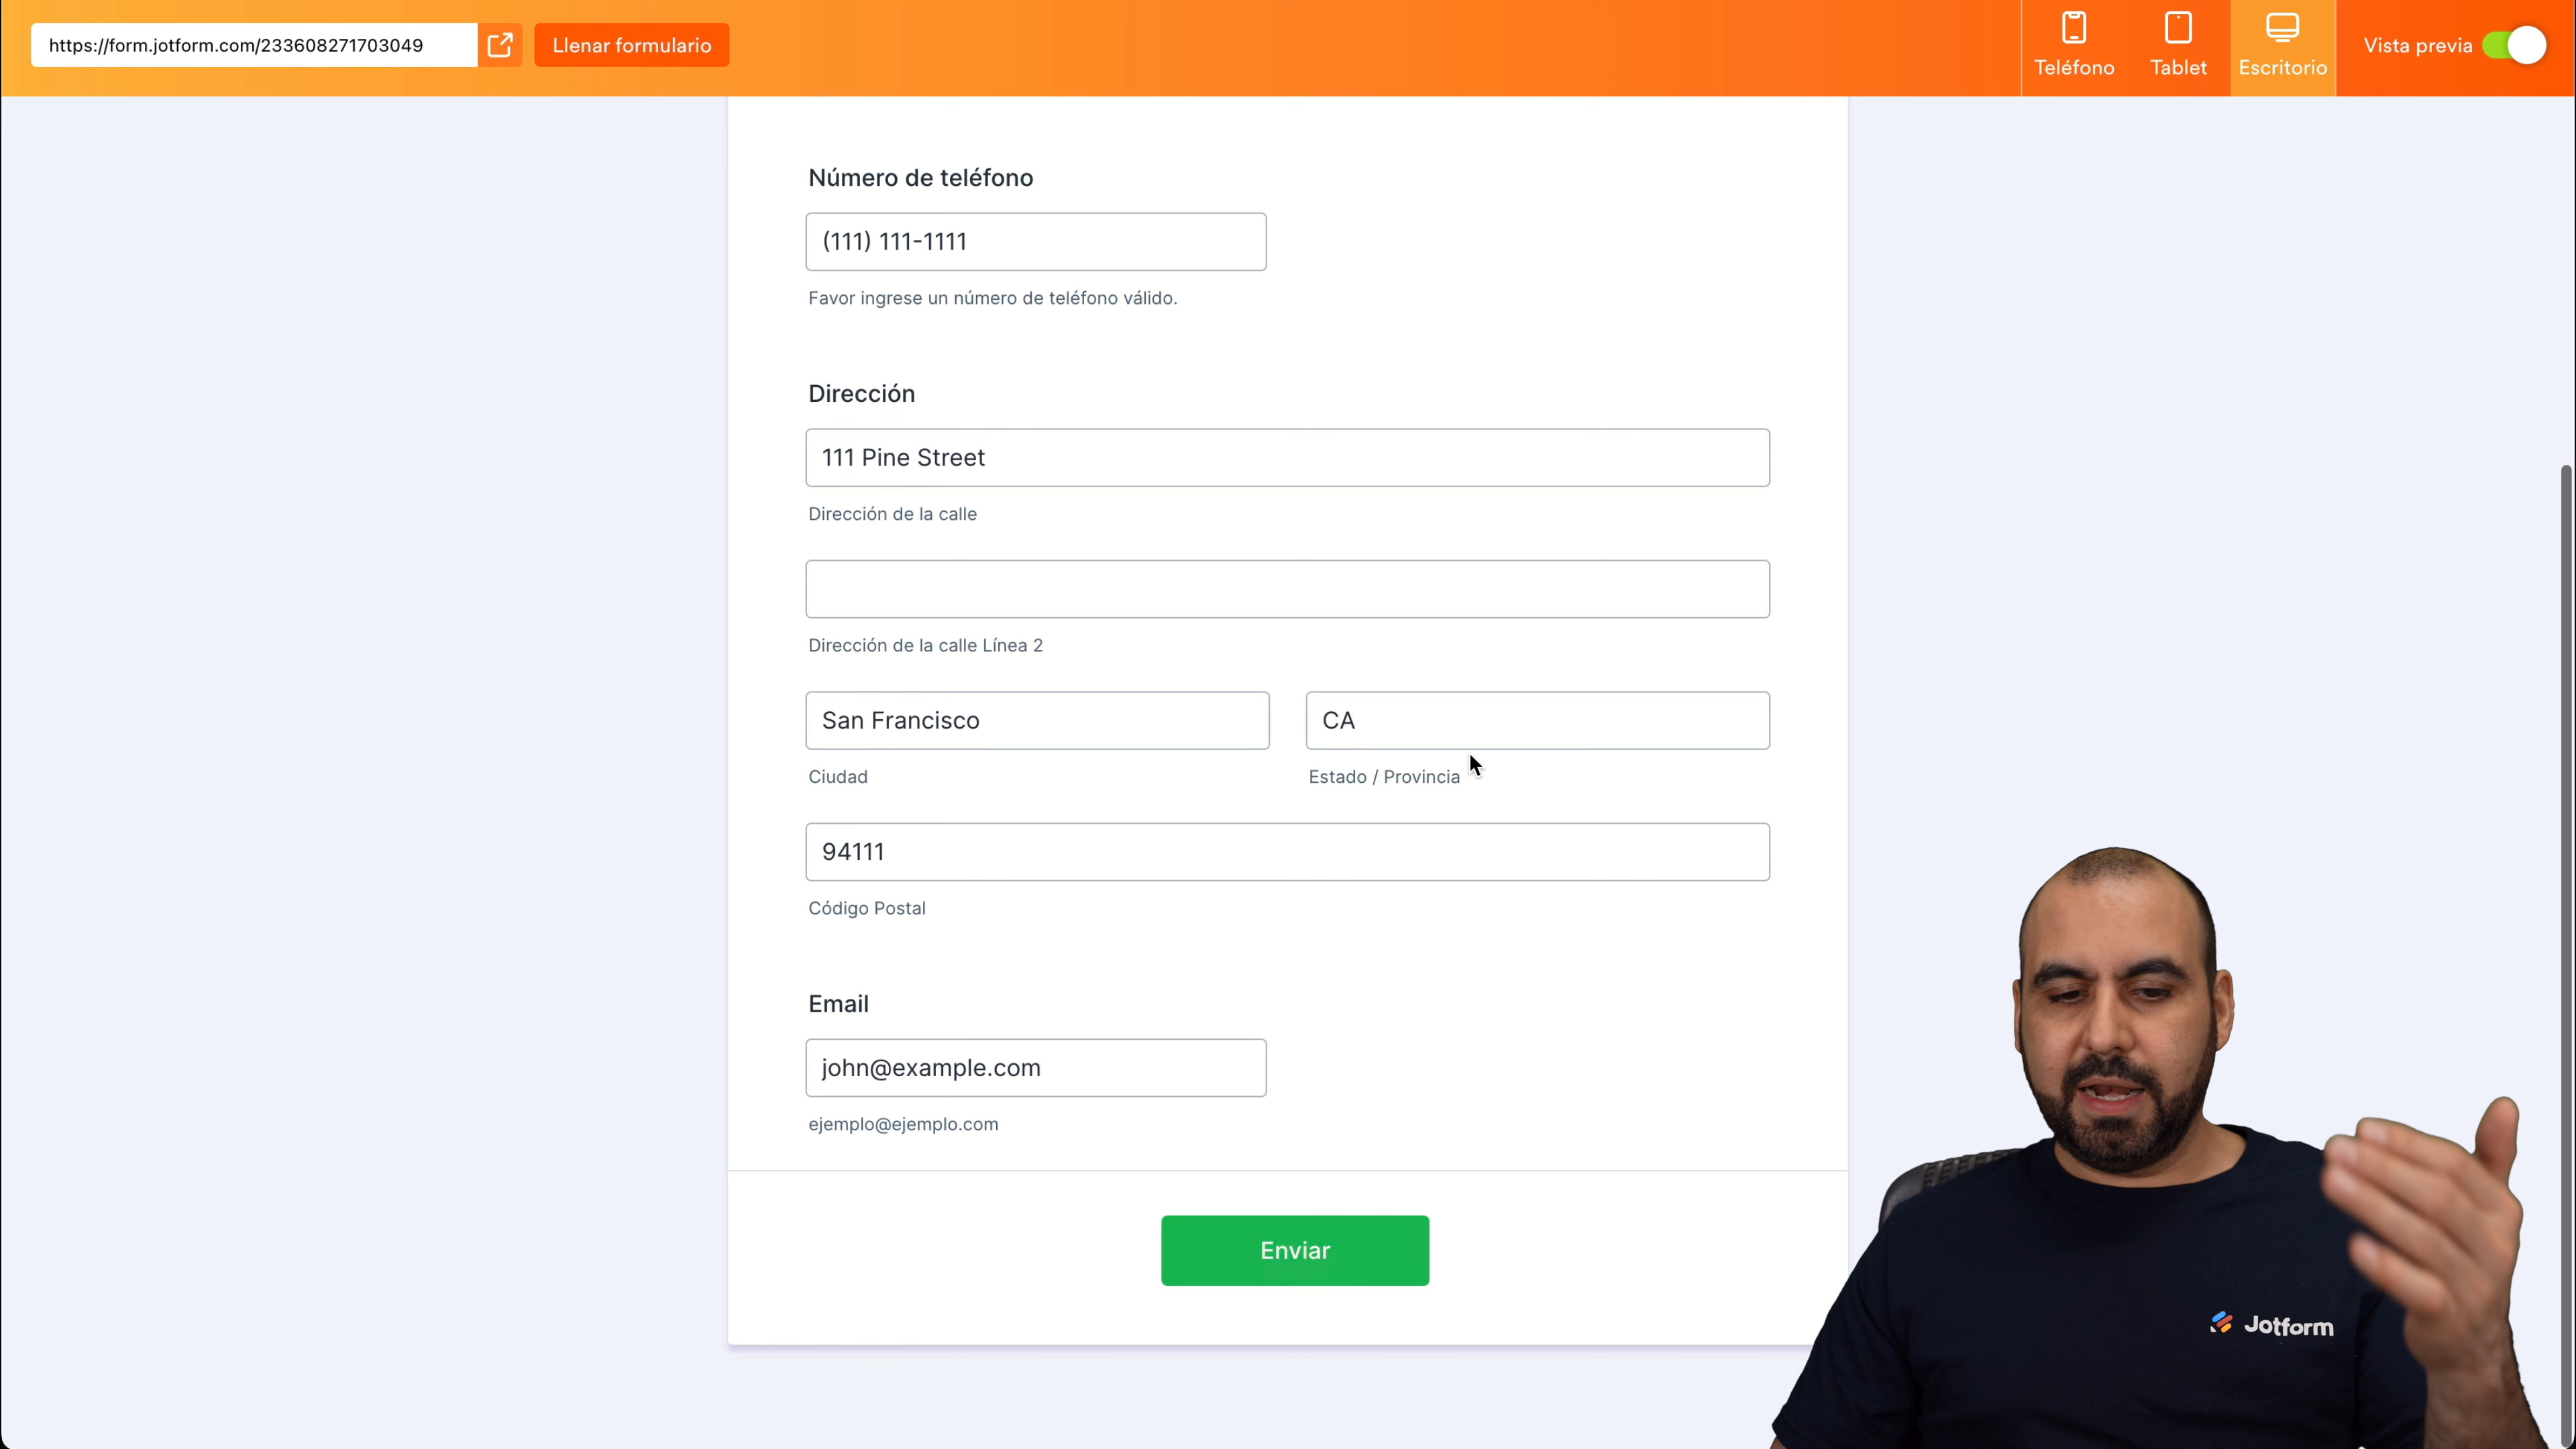 https://form.jotform.com/233608271703049
Llenar formulario
Teléfono
Tablet
Escritorio
Vista previa
Número de teléfono
(111) 111-1111
Favor ingrese un número de teléfono válido.
Dirección
111 Pine Street
Dirección de la calle
Dirección de la calle Línea 2
San Francisco
CA
Ciudad
Estado / Provincia
94111
Código Postal
Email
john@example.com
ejemplo@ejemplo.com
Enviar
Jotform